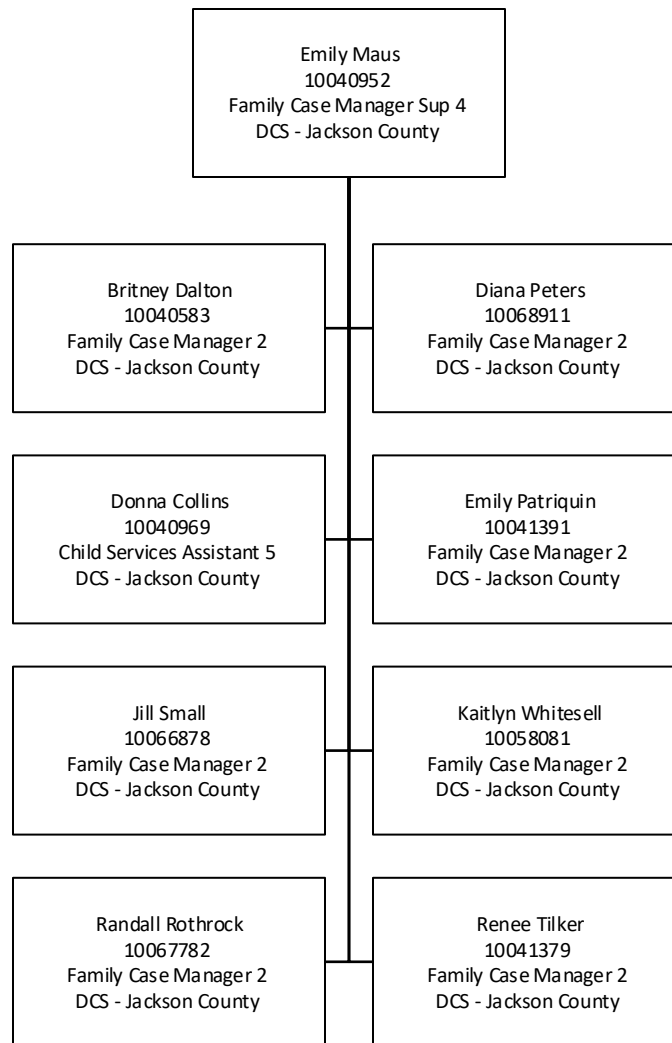 Emily Maus
10040952
Family Case Manager Sup 4
DCS - Jackson County
Britney Dalton
10040583
Family Case Manager 2
DCS - Jackson County
Diana Peters
10068911
Family Case Manager 2
DCS - Jackson County
Donna Collins
10040969
Child Services Assistant 5
DCS - Jackson County
Emily Patriquin
10041391
Family Case Manager 2
DCS - Jackson County
Jill Small
10066878
Family Case Manager 2
DCS - Jackson County
Kaitlyn Whitesell
10058081
Family Case Manager 2
DCS - Jackson County
Randall Rothrock
10067782
Family Case Manager 2
DCS - Jackson County
Renee Tilker
10041379
Family Case Manager 2
DCS - Jackson County